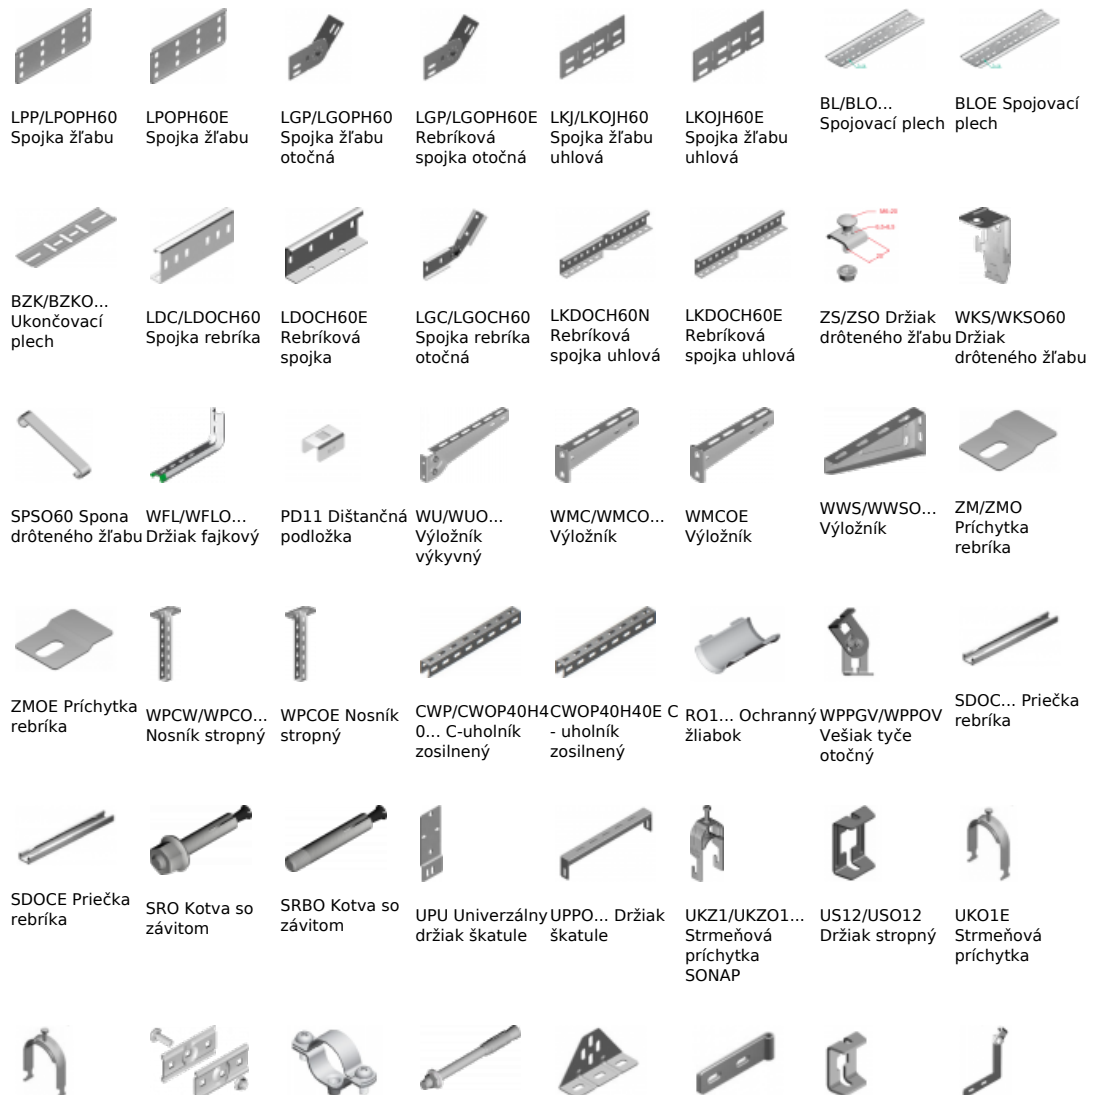 LPP/LPOPH60
Spojka žľabu
LPOPH60E
Spojka žľabu
LGP/LGOPH60
Spojka žľabu
otočná
LGP/LGOPH60E
Rebríková
spojka otočná
LKJ/LKOJH60
Spojka žľabu
uhlová
LKOJH60E
Spojka žľabu
uhlová
BL/BLO...
Spojovací plech
BLOE Spojovací
plech
BZK/BZKO...
Ukončovací
plech
LDC/LDOCH60
Spojka rebríka
LDOCH60E
Rebríková
spojka
LGC/LGOCH60
Spojka rebríka
otočná
LKDOCH60N
Rebríková
spojka uhlová
LKDOCH60E
Rebríková
spojka uhlová
ZS/ZSO Držiak
drôteného žľabu
WKS/WKSO60
Držiak
drôteného žľabu
SPSO60 Spona
drôteného žľabu
WFL/WFLO...
Držiak fajkový
PD11 Dištančná
podložka
WU/WUO...
Výložník
výkyvný
WMC/WMCO...
Výložník
WMCOE
Výložník
WWS/WWSO...
Výložník
ZM/ZMO
Príchytka
rebríka
ZMOE Príchytka
rebríka
WPCW/WPCO...
Nosník stropný
WPCOE Nosník
stropný
CWP/CWOP40H4
0... C-uholník
zosilnený
CWOP40H40E C
- uholník
zosilnený
RO1... Ochranný
žliabok
WPPGV/WPPOV
Vešiak tyče
otočný
SDOC... Priečka
rebríka
SDOCE Priečka
rebríka
SRO Kotva so
závitom
SRBO Kotva so
závitom
UPU Univerzálny
držiak škatule
UPPO... Držiak
škatule
UKZ1/UKZO1...
Strmeňová
príchytka
SONAP
US12/USO12
Držiak stropný
UKO1E
Strmeňová
príchytka